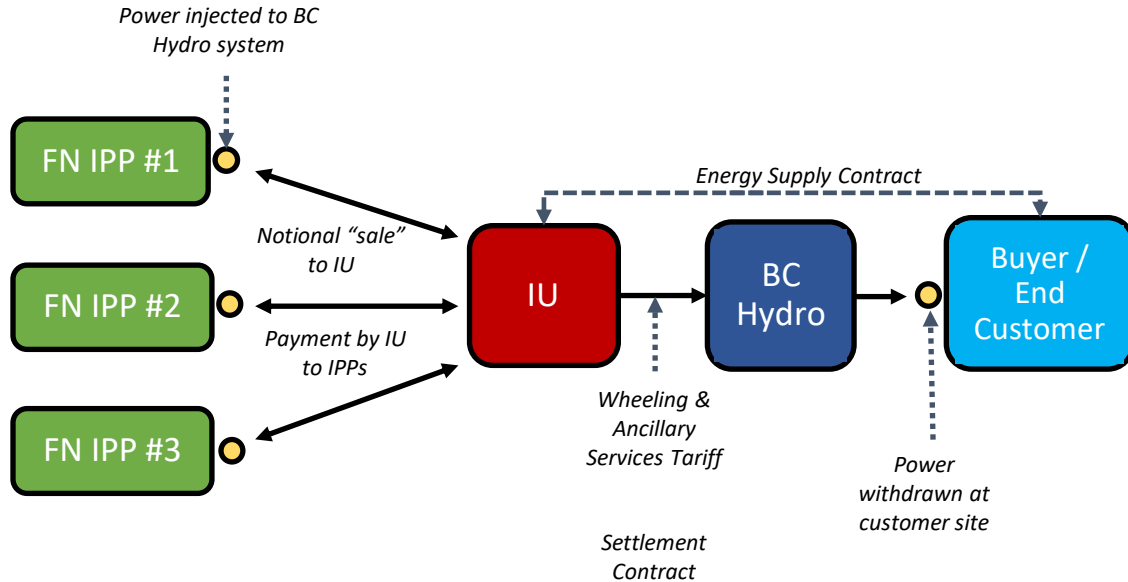 Power injected to BC
Hydro system
FN IPP #1
Energy Supply Contract
Notional “sale”
to IU
FN IPP #2
IU
BC
Hydro
Buyer /
End
Customer
Payment by IU
to IPPs
FN IPP #3
Wheeling &
Ancillary
Services Tariff
Power
withdrawn at
customer site
Settlement
Contract